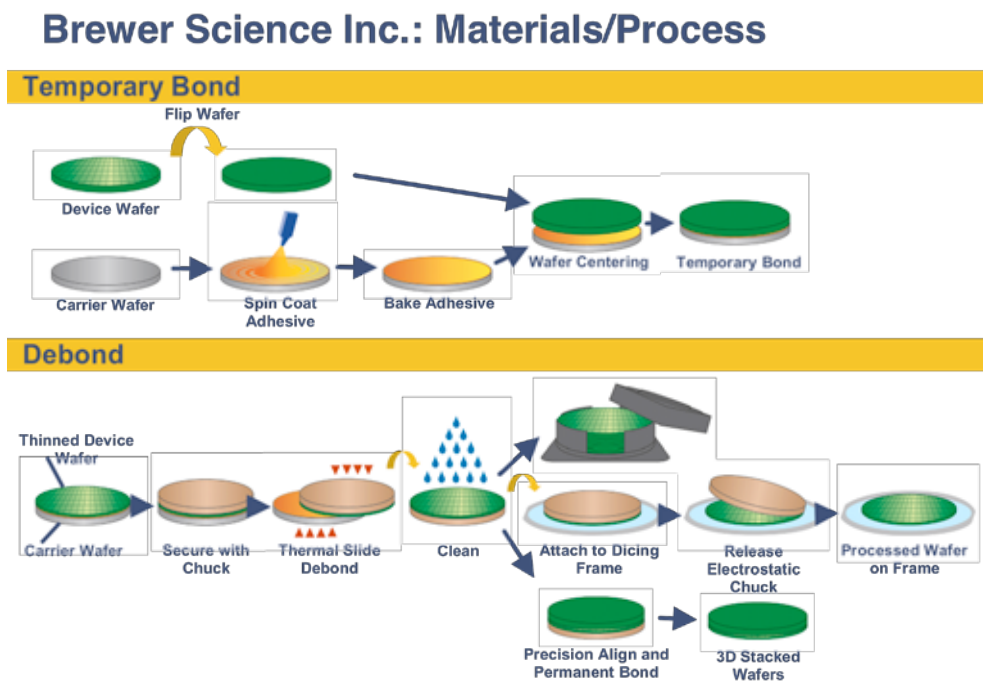 Brewer Science Inc.: Materials/Process
Temporary Bond
Flip Wafer
Device Wafer
Carrier Wafer
Spin Coat
Adhesive
Bake Adhesive
Wafer Centering
Temporary Bond
Debond
Thinned Device
Wafer
Carrier Wafer
Secure with
Chuck
Thermal Slide
Debond
Clean
Attach to Dicing
Frame
Release
Electrostatic
Chuck
Processed Wafer
on Frame
Precision Align and
Permanent Bond
3D Stacked
Wafers